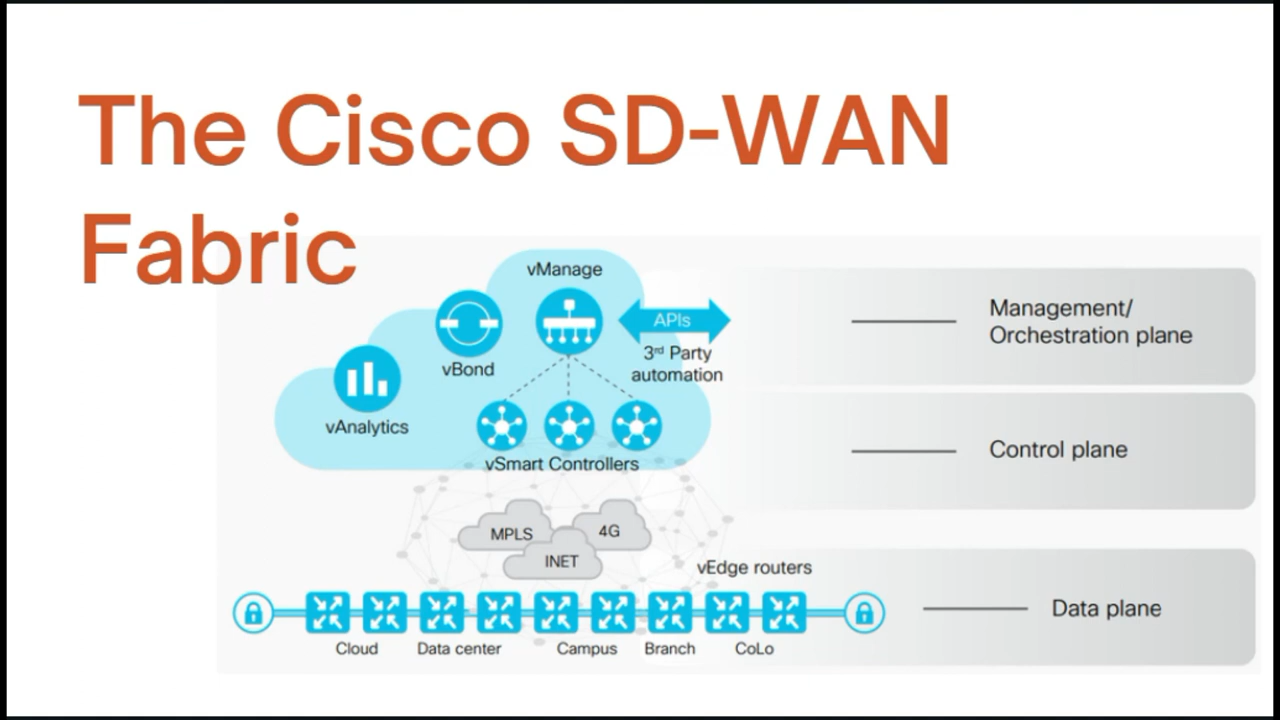 The Cisco SD-WAN
Fabric
vManage
APIs
3rd Party
automation
vBond
vAnalytics
vSmart Controllers
Management/
Orchestration plane
Control plane
MPLS
4G
INET
vEdge routers
Data plane
Cloud
Data center
Campus
Branch
CoLo